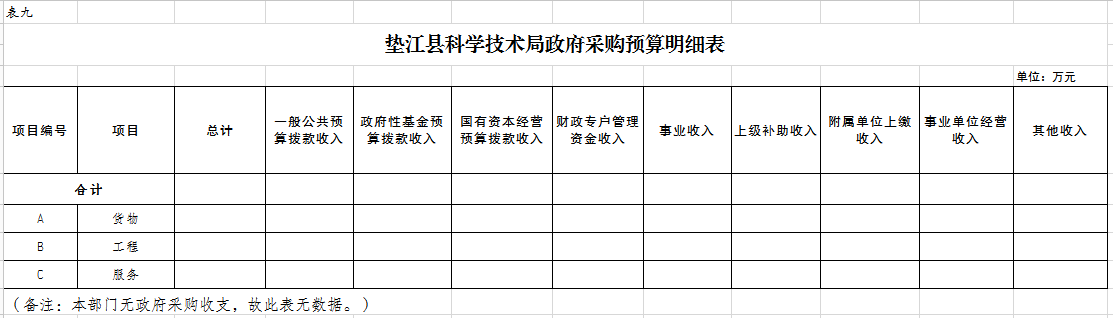 表九
垫江县科学技术局政府采购预算明细表
单位：万元
项目编号 项目 总计 一般公共预算拨款收入 政府性基金预算拨款收入 国有资本经营预算拨款收入 财政专户管理资金收入 事业收入 上级补助收入 附属单位上缴收入 事业单位经营收入 其他收入
合计
A 货物
B 工程
C 服务
（备注：本部门无政府采购收支，故此表无数据。）